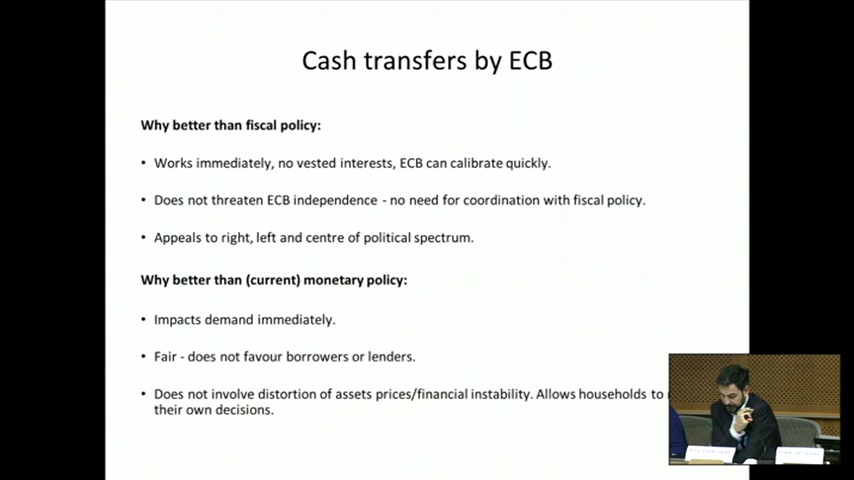 Cash transfers by ECB
Why better than fiscal policy:
• Works immediately, no vested interests, ECB can calibrate quickly.
• Does not threaten ECB independence - no need for coordination with fiscal policy.
• Appeals to right, left and centre of political spectrum.
Why better than (current) monetary policy:
• Impacts demand immediately.
• Fair - does not favour borrowers or lenders.
• Does not involve distortion of assets prices/financial instability. Allows households to
their own decisions.